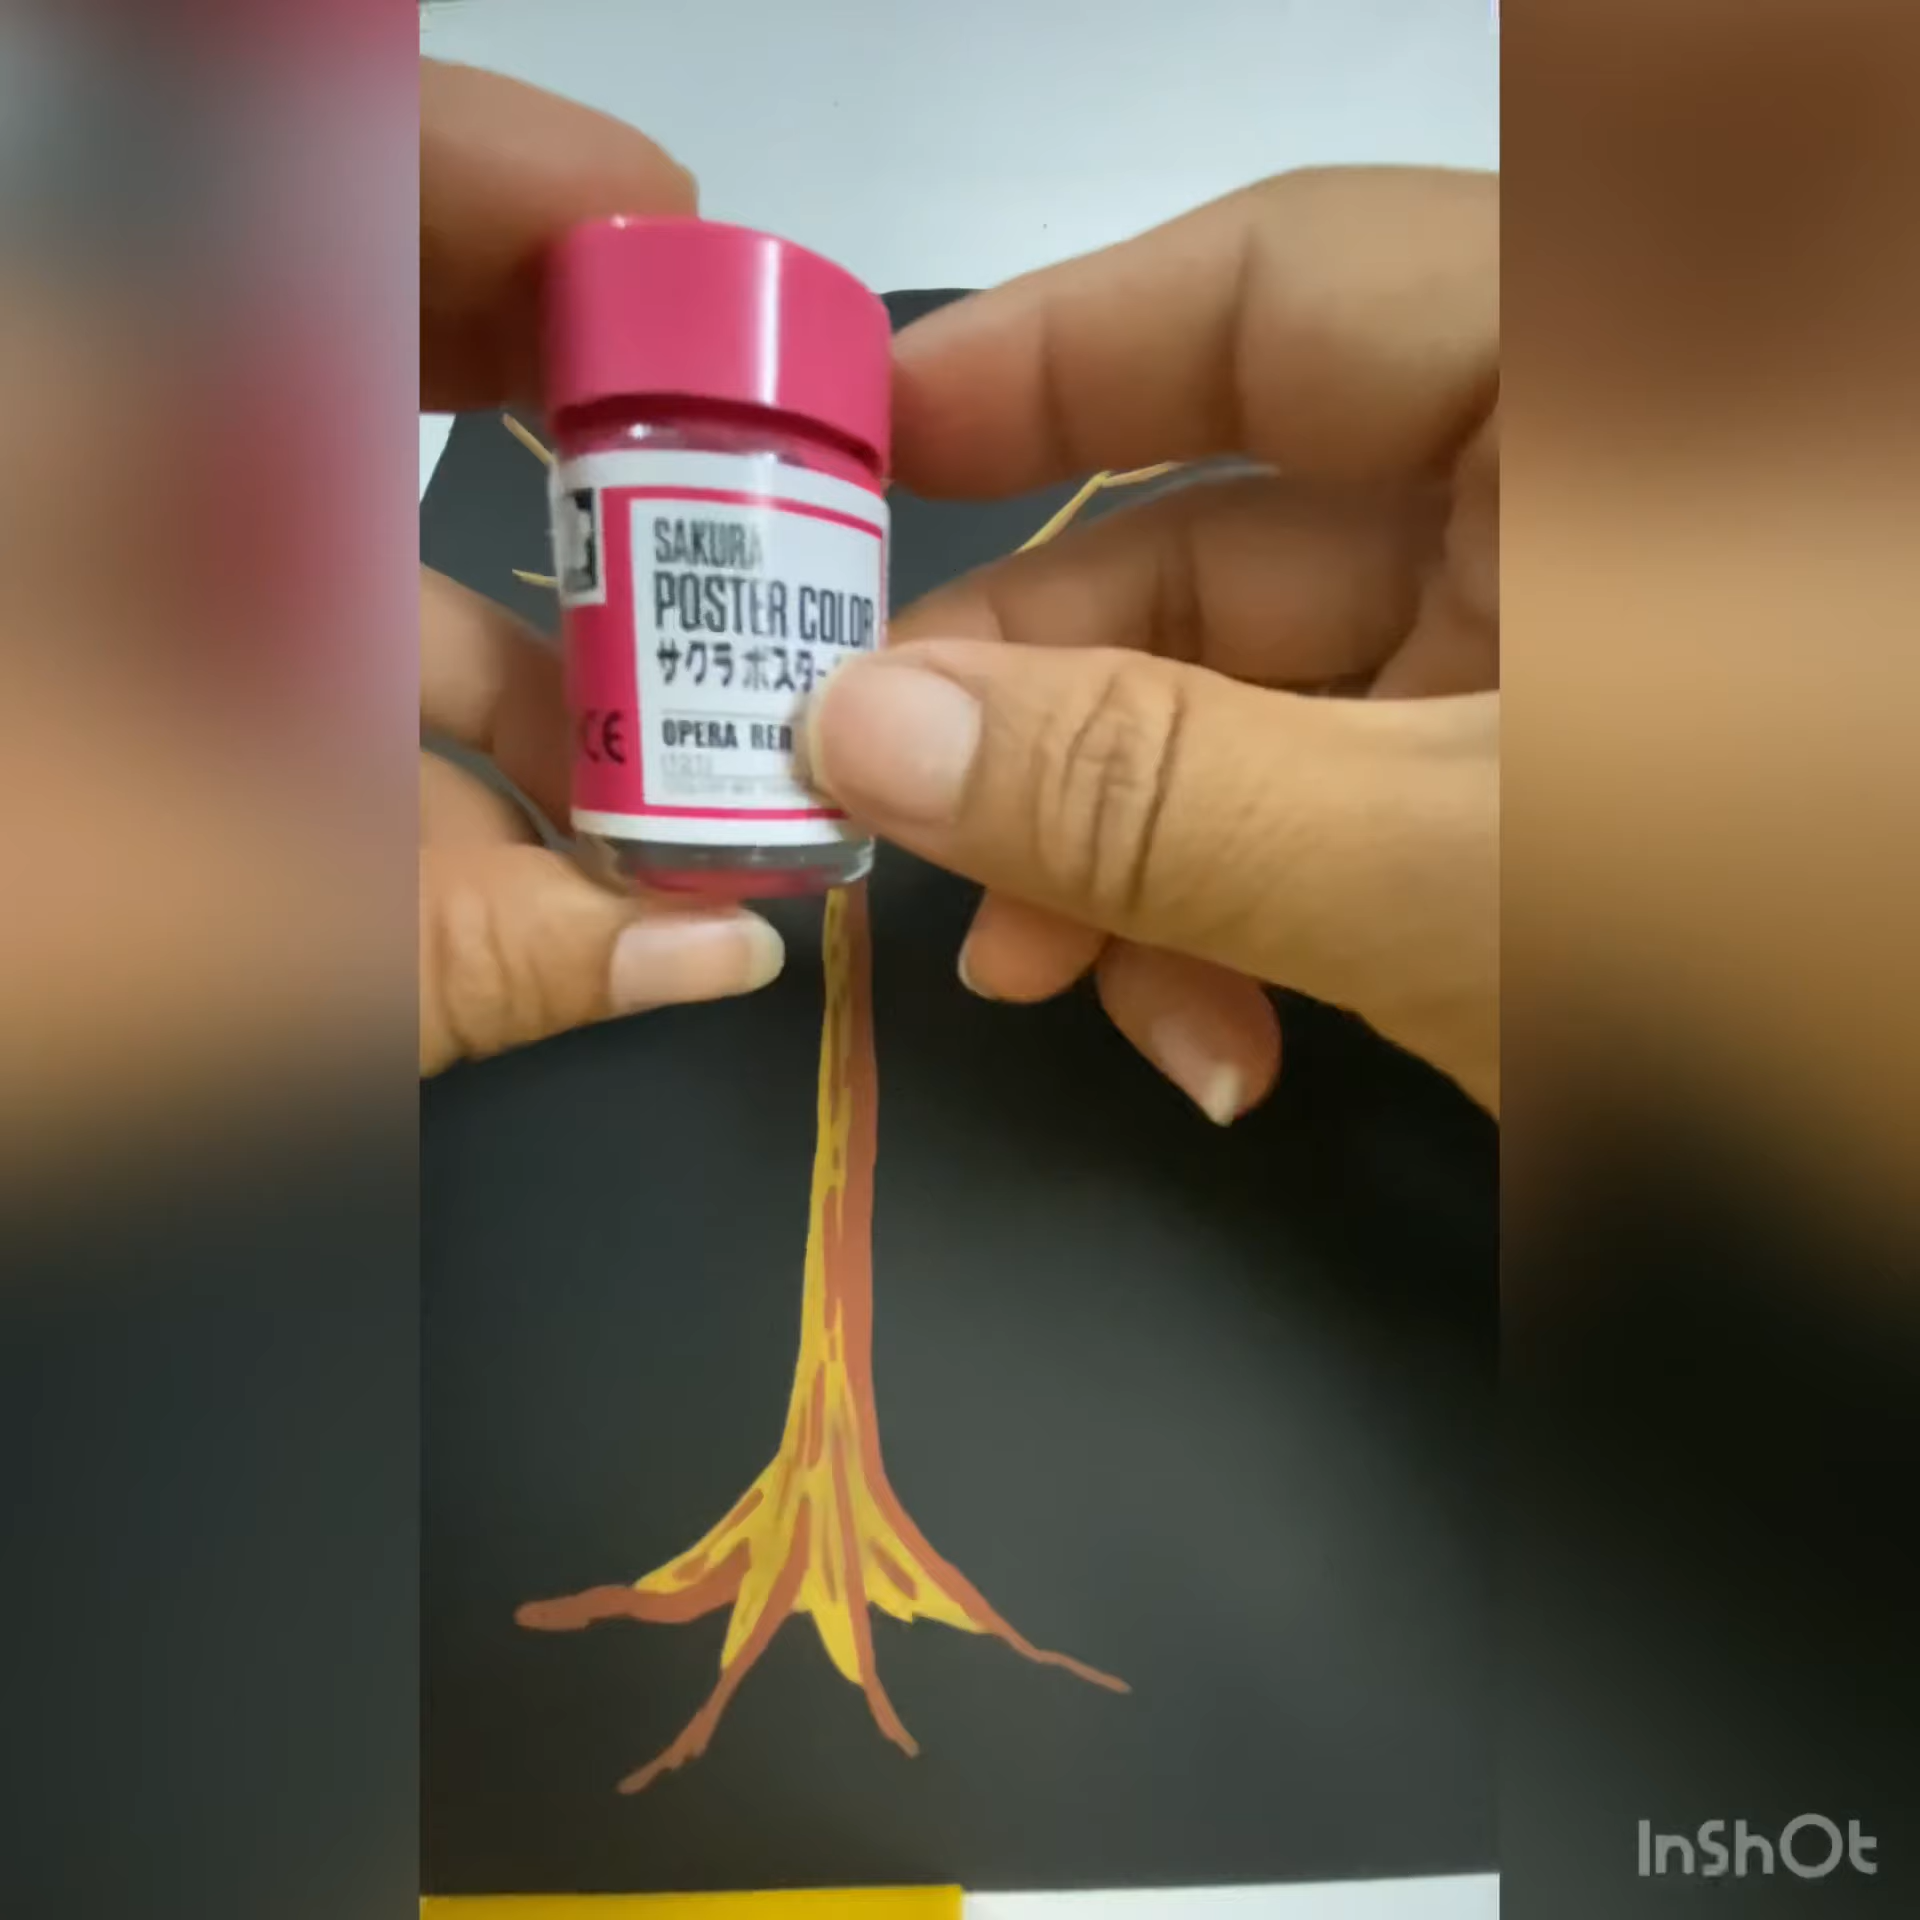 SAKURA
POSTER COLOR
サクラ ポスター
OPERA RED
CE
InShOt